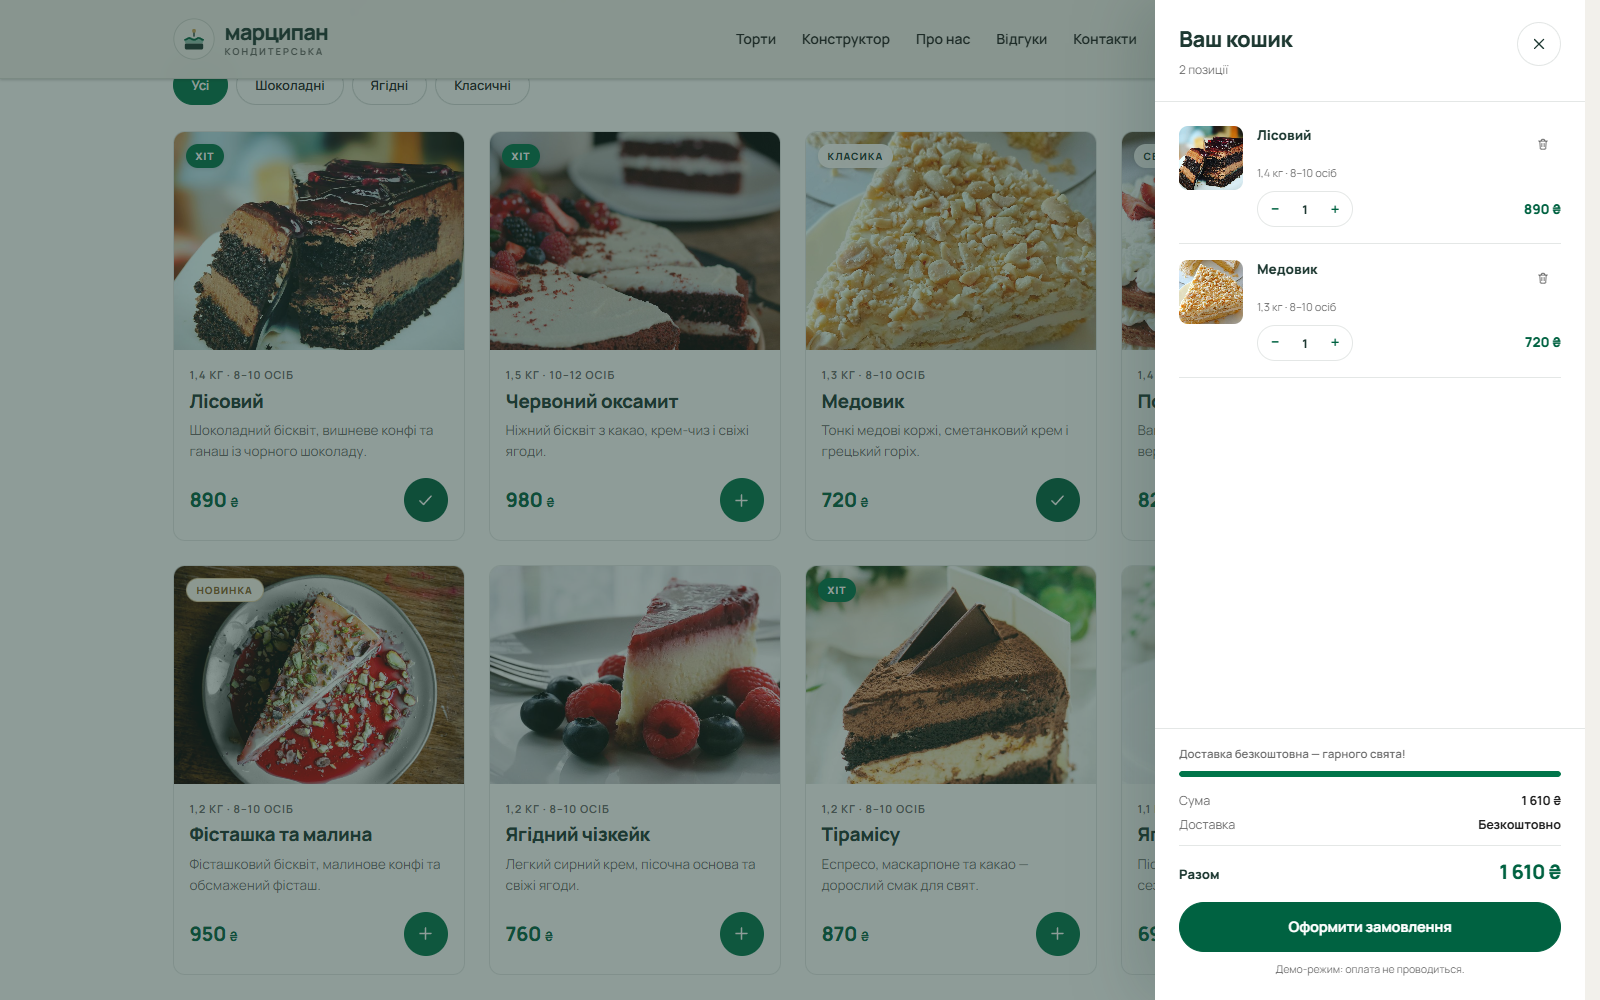 марципан
КОНДИТЕРСЬКА
Торти
Конструктор
Про нас
Відгуки
Контакти
Усі
Шоколадні
Ягідні
Класичні
ХІТ
ХІТ
КЛАСИКА
1,4 КГ · 8–10 ОСІБ
Лісовий
Шоколадний бісквіт, вишневе конфі та
ганаш із чорного шоколаду.
890 ₴
1,5 КГ · 10–12 ОСІБ
Червоний оксамит
Ніжний бісквіт з какао, крем-чиз і свіжі
ягоди.
980 ₴
1,3 КГ · 8–10 ОСІБ
Медовик
Тонкі медові коржі, сметанковий крем і
грецький горіх.
720 ₴
НОВИНКА
ХІТ
1,2 КГ · 8–10 ОСІБ
Фісташка та малина
Фісташковий бісквіт, малинове конфі та
обсмажений фісташ.
950 ₴
1,2 КГ · 8–10 ОСІБ
Ягідний чізкейк
Легкий сирний крем, пісочна основа та
свіжі ягоди.
760 ₴
1,2 КГ · 8–10 ОСІБ
Тірамісу
Еспресо, маскарпоне та какао —
дорослий смак для свят.
870 ₴
Ваш кошик
2 позиції
Лісовий
1,4 кг · 8–10 осіб
− 1 +
890 ₴
Медовик
1,3 кг · 8–10 осіб
− 1 +
720 ₴
Доставка безкоштовна — гарного свята!
Сума 1 610 ₴
Доставка Безкоштовно
Разом 1 610 ₴
Оформити замовлення
Демо-режим: оплата не проводиться.